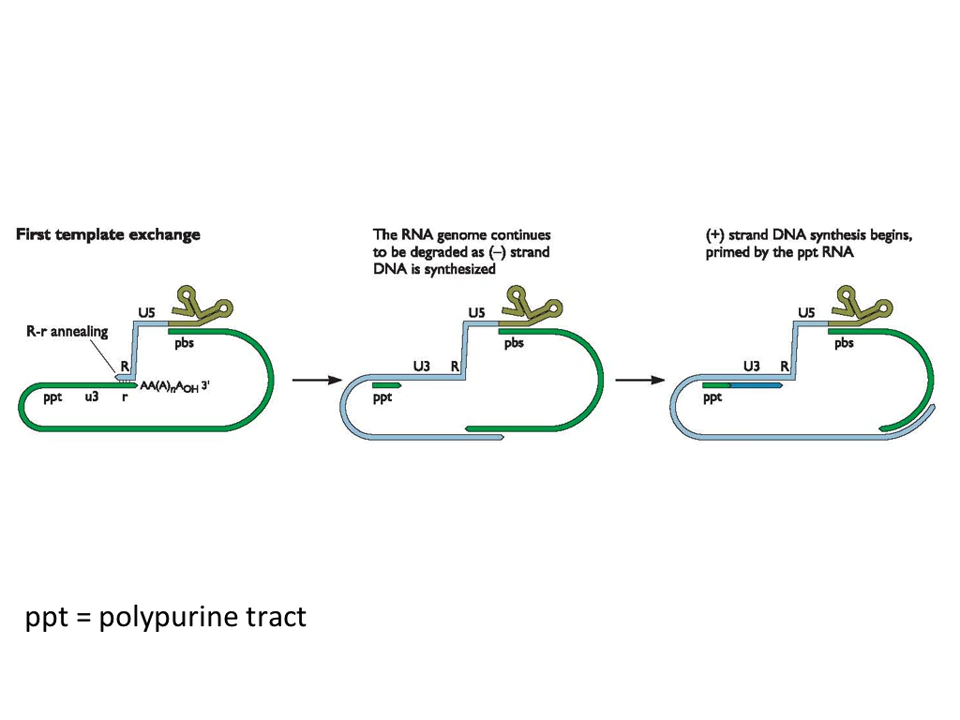 First template exchange
The RNA genome continues
to be degraded as (–) strand
DNA is synthesized
(+) strand DNA synthesis begins,
primed by the ppt RNA
U5
R-r annealing
pbs
R
AA(A)nAOH 3'
ppt u3 r
U5
pbs
U3 R
ppt
U5
pbs
U3 R
ppt
ppt = polypurine tract